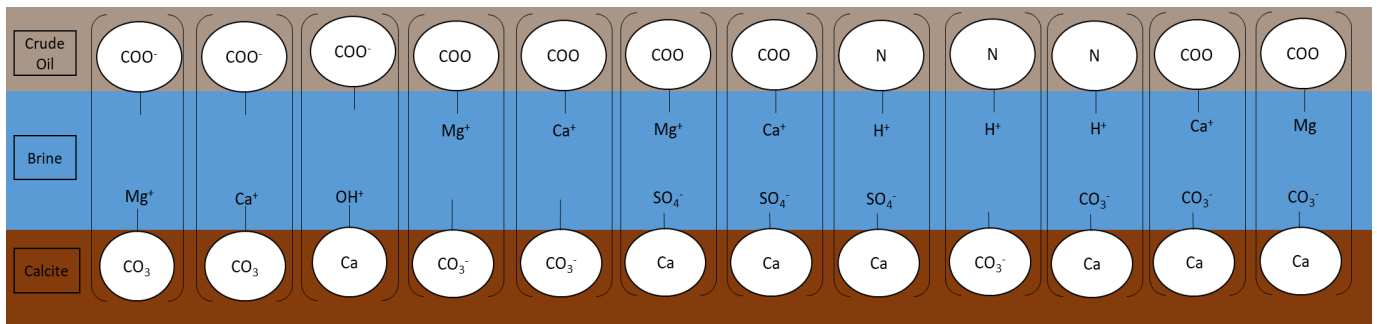 Crude
Oil
COO⁻ COO⁻ COO⁻ COO COO COO COO N N N COO COO
Brine
Mg⁺ Ca⁺ Mg⁺ Ca⁺ H⁺ H⁺ H⁺ Ca⁺ Mg
Mg⁺ Ca⁺ OH⁺ SO₄⁻ SO₄⁻ SO₄⁻ CO₃⁻ CO₃⁻ CO₃⁻
Calcite
CO₃ CO₃ Ca CO₃⁻ CO₃⁻ Ca Ca Ca CO₃⁻ Ca Ca Ca